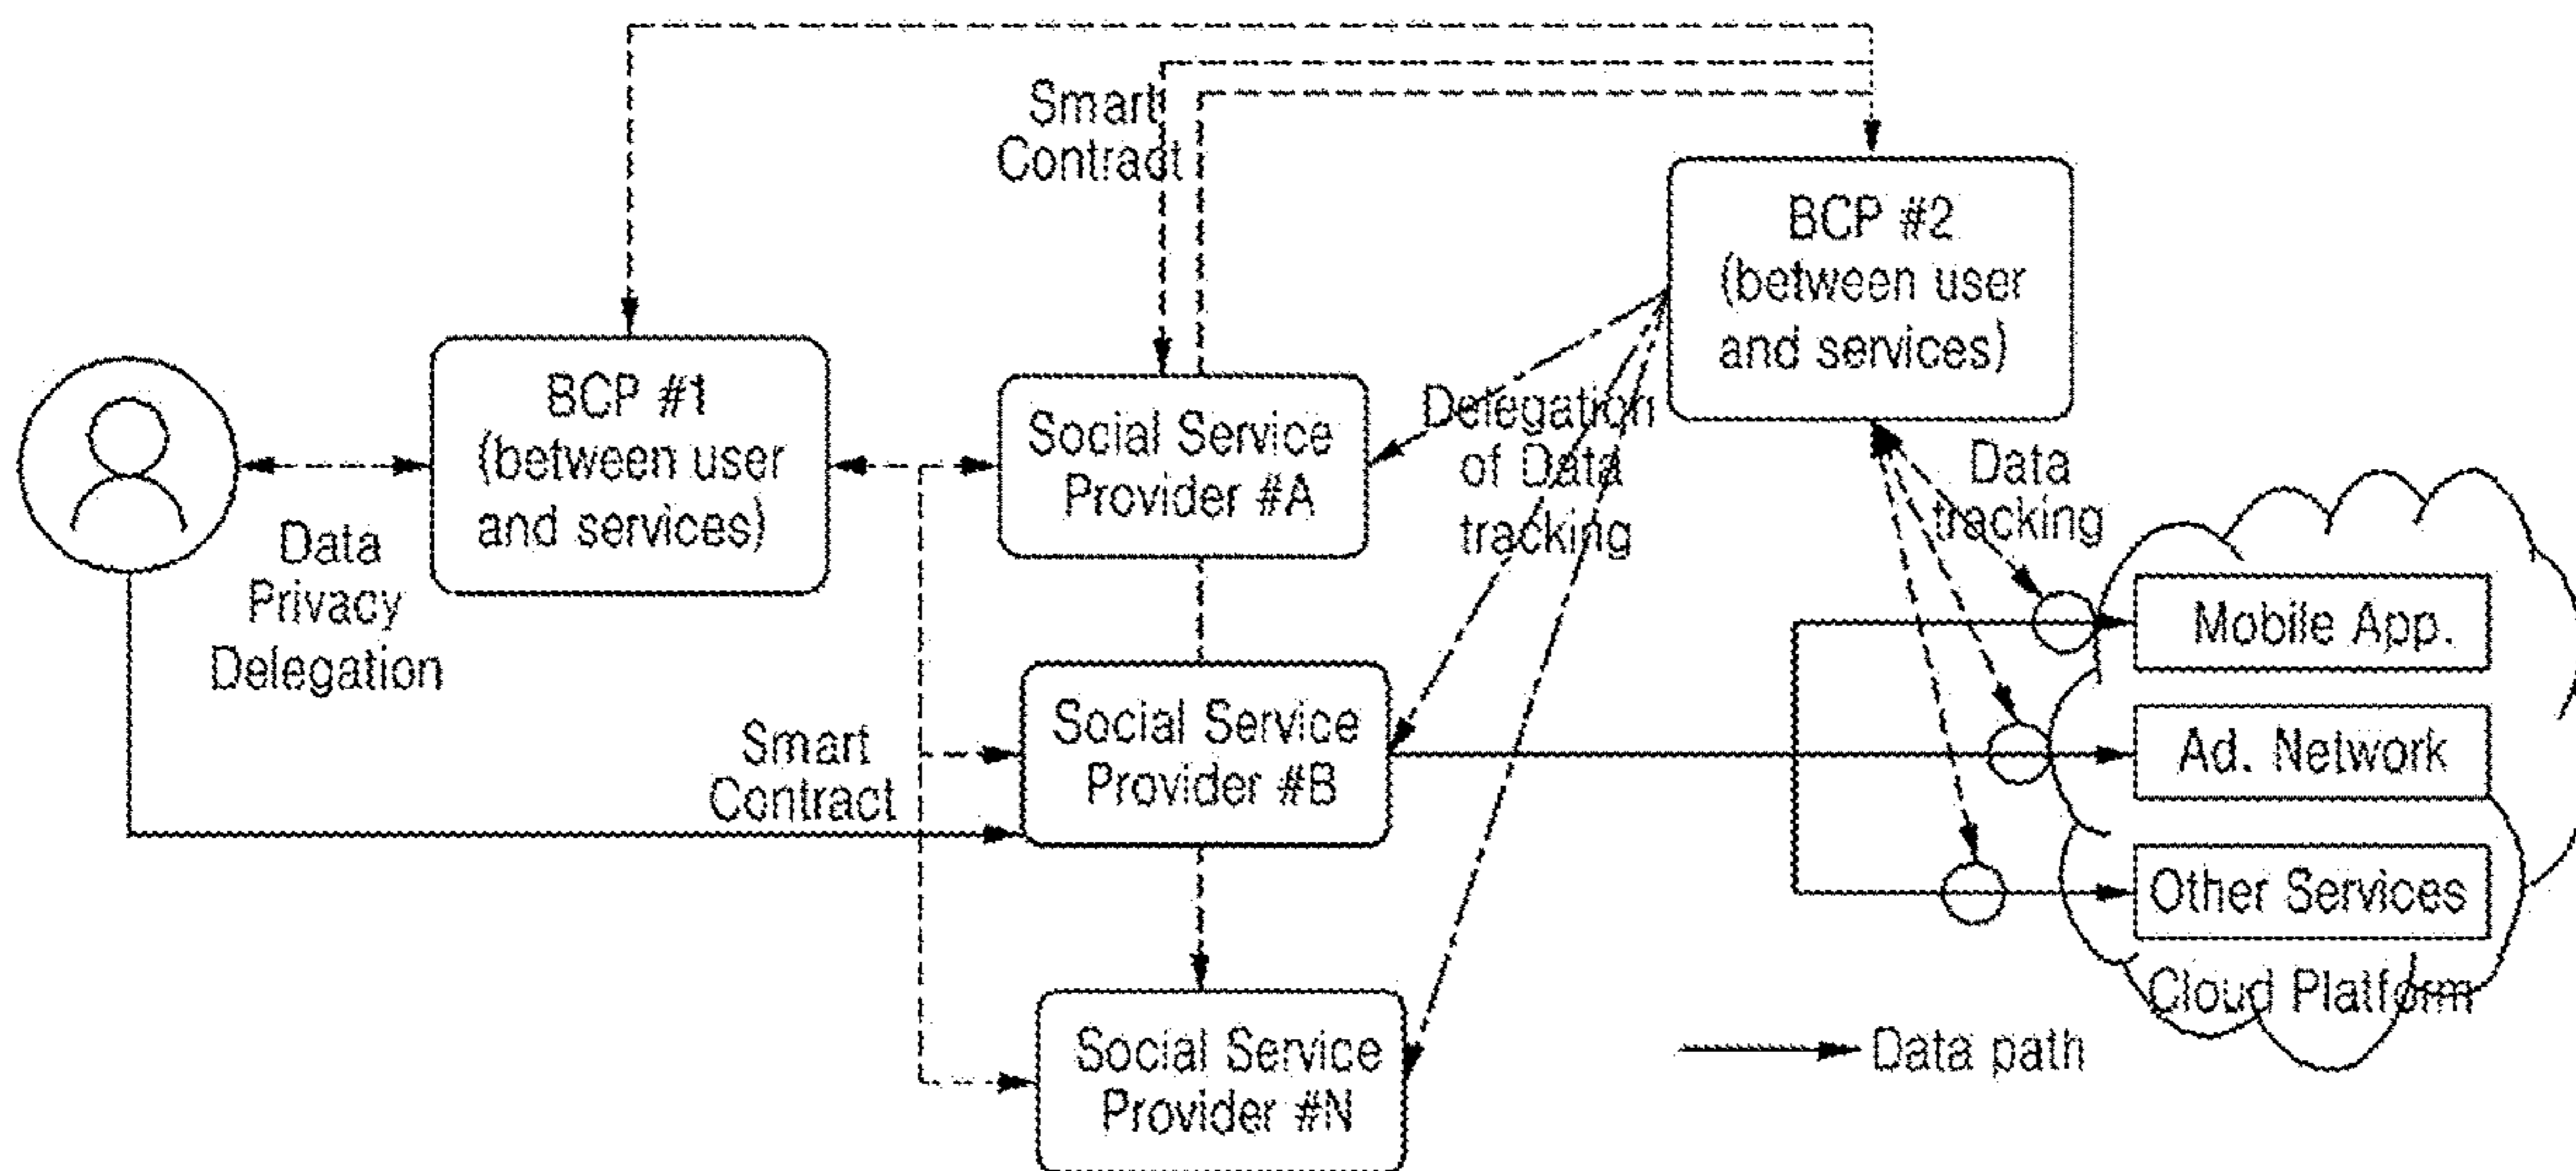 Smart
Contract
BCP #2
(between user
and services)
BCP #1
(between user
and services)
Social Service
Provider #A
Delegation
of Data
tracking
Data
tracking
Data
Privacy
Delegation
Mobile App.
Smart
Contract
Social Service
Provider #B
Ad. Network
Other Services
Cloud Platform
Social Service
Provider #N
Data path